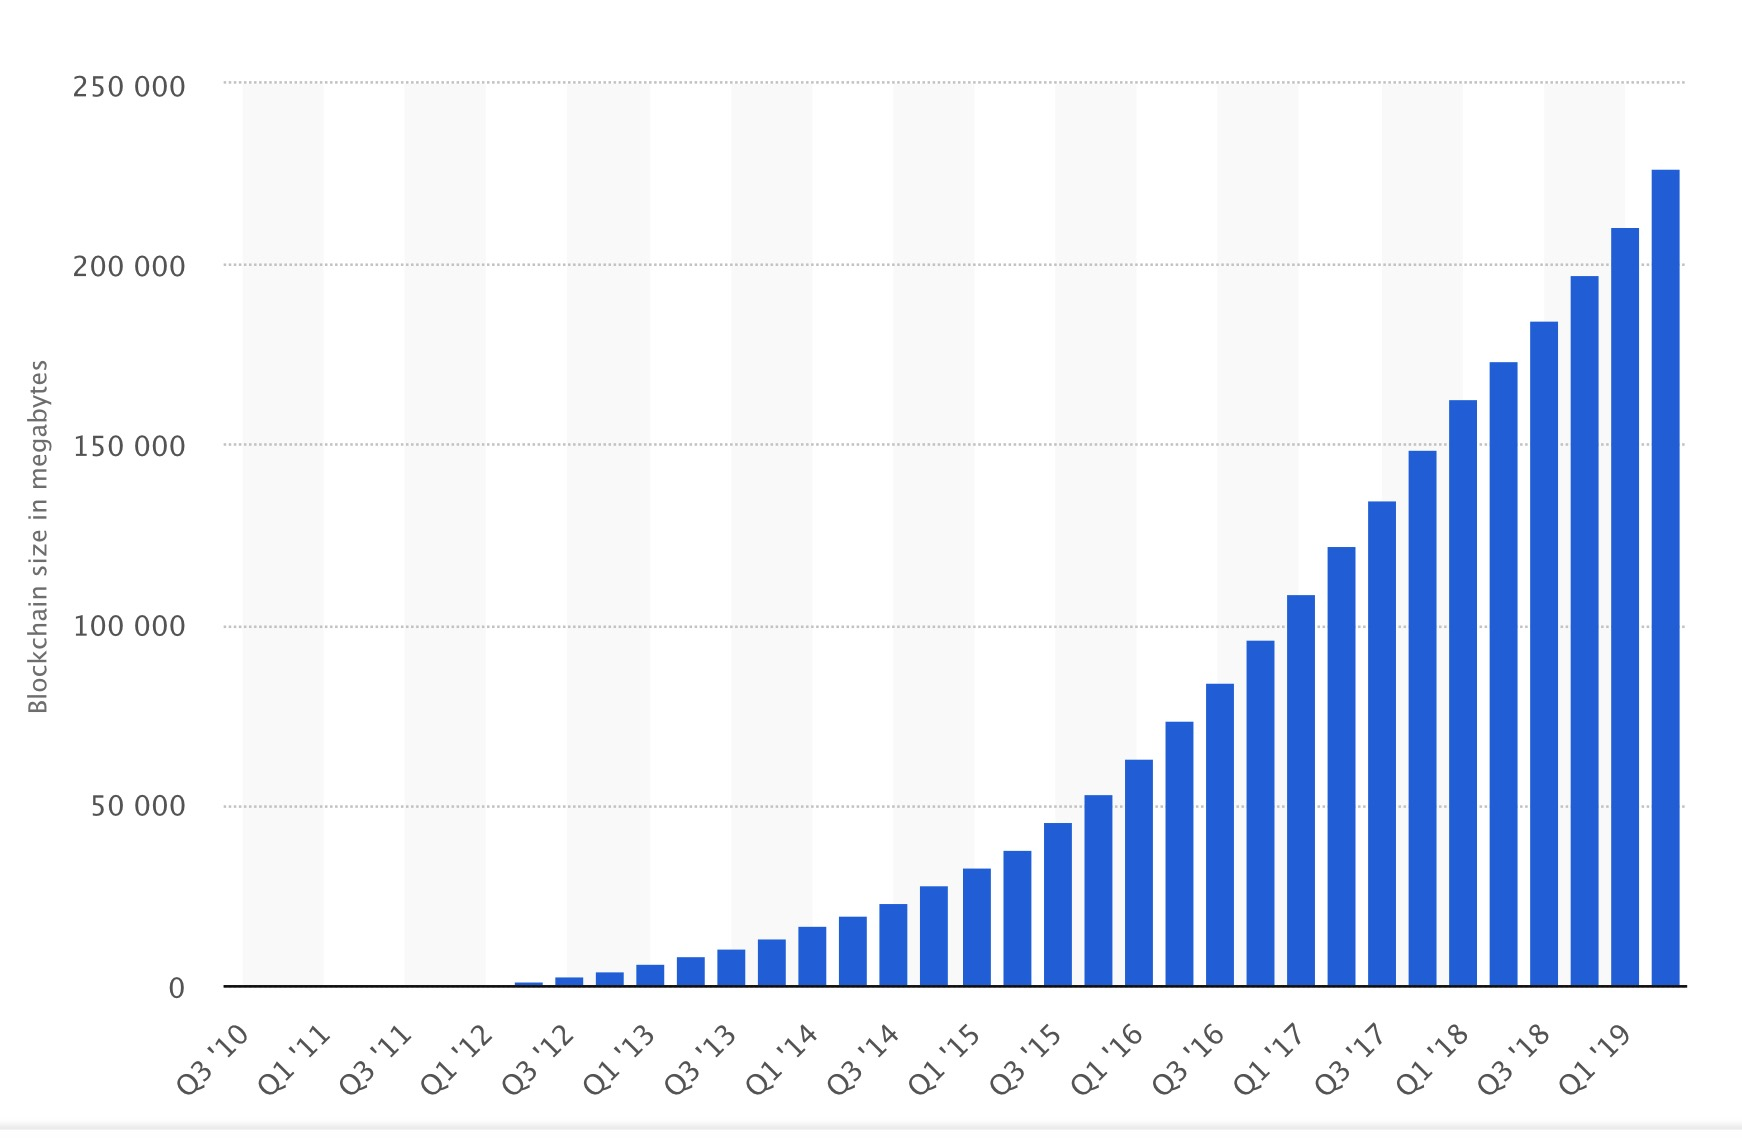 250 000
200 000
150 000
100 000
50 000
0
Blockchain size in megabytes
Q3 '10
Q1 '11
Q3 '11
Q1 '12
Q3 '12
Q1 '13
Q3 '13
Q1 '14
Q3 '14
Q1 '15
Q3 '15
Q1 '16
Q3 '16
Q1 '17
Q3 '17
Q1 '18
Q3 '18
Q1 '19